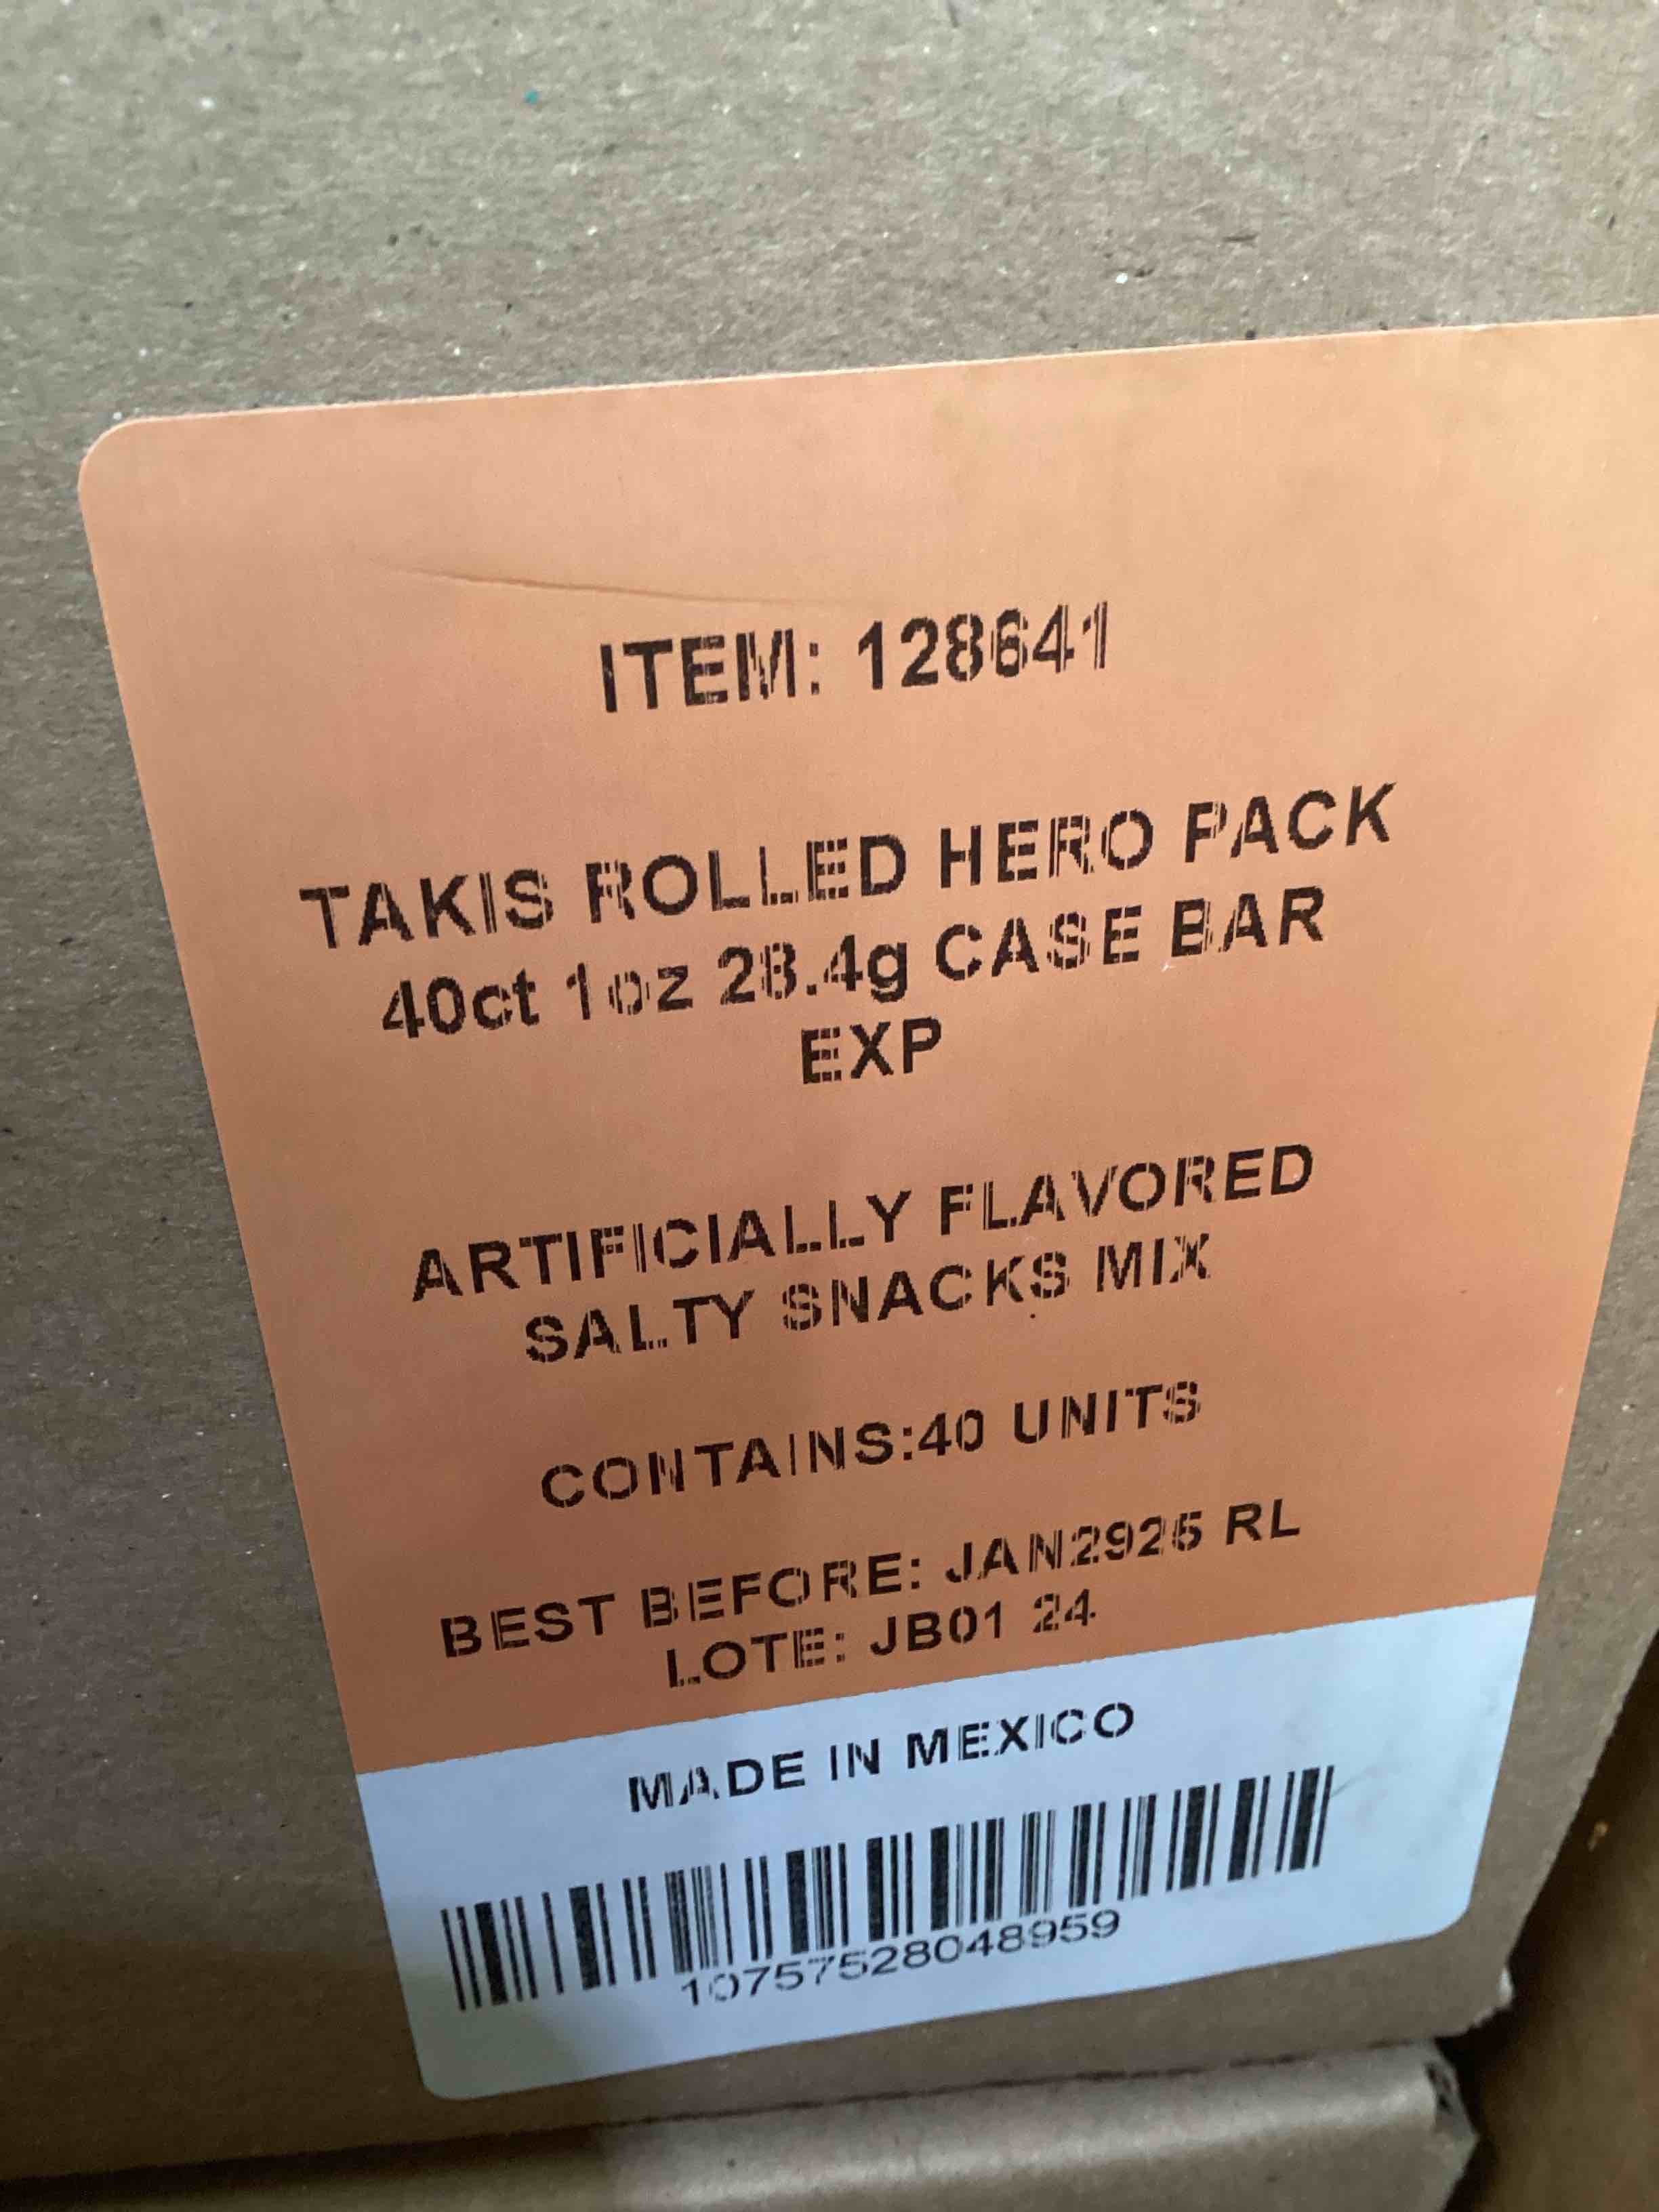 ITEM: 128641
TAKIS ROLLED HERO PACK
40ct 1oz 28.4g CASE BAR
EXP
ARTIFICIALLY FLAVORED
SALTY SNACKS MIX
CONTAINS:40 UNITS
BEST BEFORE: JAN2925 RL
LOTE: JB01 24
MADE IN MEXICO
10757528048959